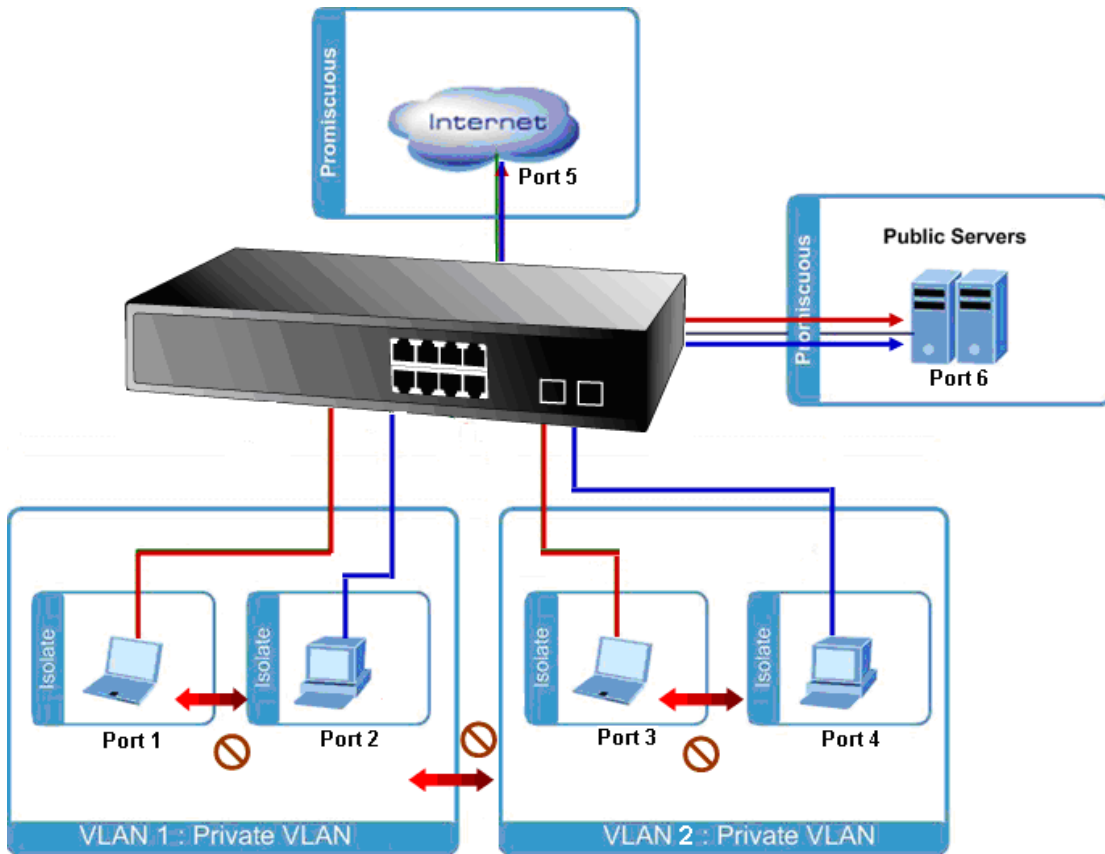 Promiscuous
Internet
Port 5
Promiscuous
Public Servers
Port 6
Isolate
Port 1
Isolate
Port 2
Isolate
Port 3
Isolate
Port 4
VLAN 1 : Private VLAN
VLAN 2 : Private VLAN